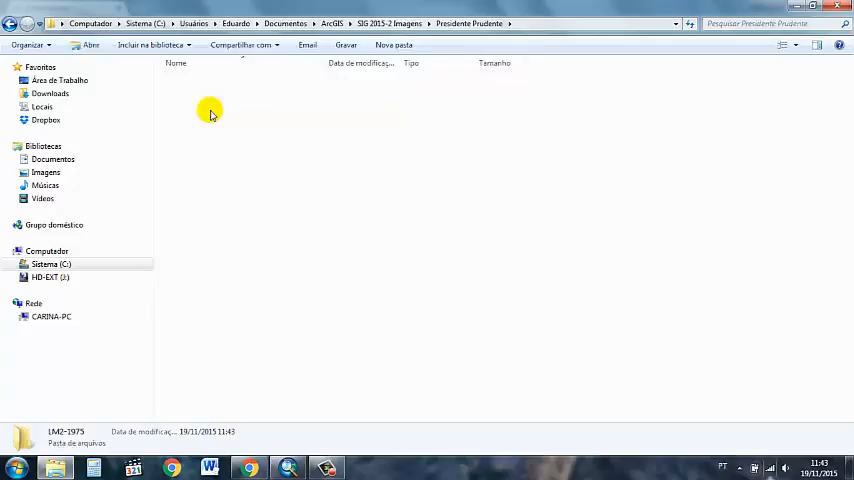 Computador ▸ Sistema (C:) ▸ Usuários ▸ Eduardo ▸ Documentos ▸ ArcGIS ▸ SIG 2015-2 Imagens ▸ Presidente Prudente ▸
Pesquisar Presidente Prudente
Organizar Abrir Incluir na biblioteca Compartilhar com Email Gravar Nova pasta
Nome Data de modificaç... Tipo Tamanho
Favoritos
Área de Trabalho
Downloads
Locais
Dropbox
Bibliotecas
Documentos
Imagens
Músicas
Vídeos
Grupo doméstico
Computador
Sistema (C:)
HD-EXT (J:)
Rede
CARINA-PC
LM2-1975 Data de modificaç... 19/11/2015 11:43
Pasta de arquivos
321
PT 11:43
19/11/2015